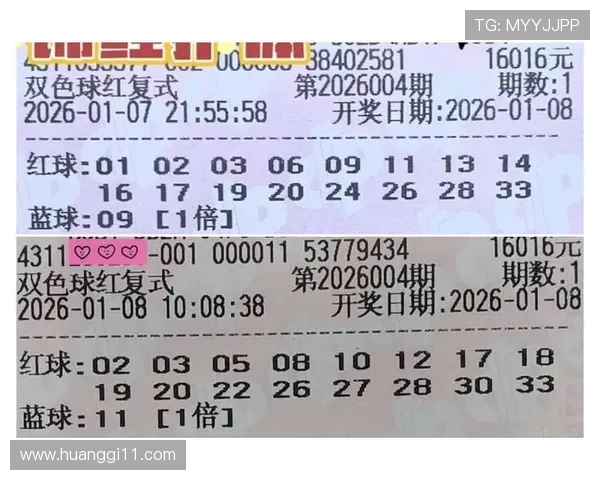 TG: MYYJJPP
38402581 16016元
双色球红复式 第2026004期 期数:1
2026-01-07 21:55:58 开奖日期:2026-01-08
红球:01 02 03 06 09 11 13 14
16 17 19 20 24 26 28 33
蓝球:09 [1倍]
4311 -001 000011 53779434 16016元
双色球红复式 第2026004期 期数:1
2026-01-08 10:08:38 开奖日期:2026-01-08
红球:02 03 05 08 10 12 17 18
19 20 22 26 27 28 30 33
蓝球:11 [1倍]
www.huanggi11.com